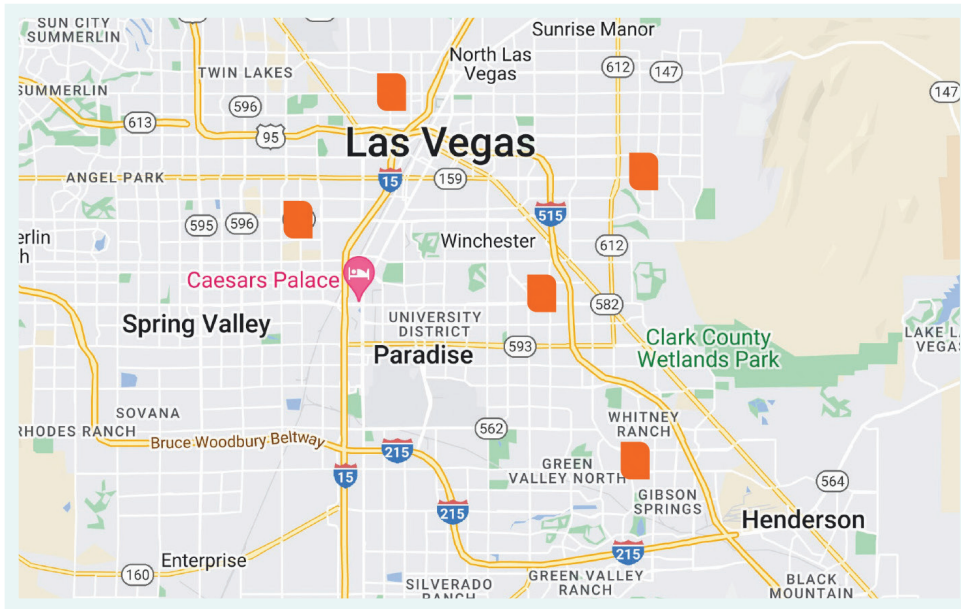 SUN CITY
SUMMERLIN
Sunrise Manor
North Las
Vegas
TWIN LAKES
612
147
SUMMERLIN
596
147
613
95
Las Vegas
ANGEL PARK
15
159
595
596
515
erlin
h
Winchester
612
Caesars Palace
582
Spring Valley
UNIVERSITY
DISTRICT
Clark County
Wetlands Park
LAKE LA
VEGAS
593
Paradise
SOVANA
WHITNEY
RANCH
RHODES RANCH
562
Bruce Woodbury Beltway
215
GREEN
VALLEY NORTH
15
564
GIBSON
SPRINGS
215
Henderson
Enterprise
215
160
SILVERADO
RANCH
GREEN VALLEY
RANCH
BLACK
MOUNTAIN